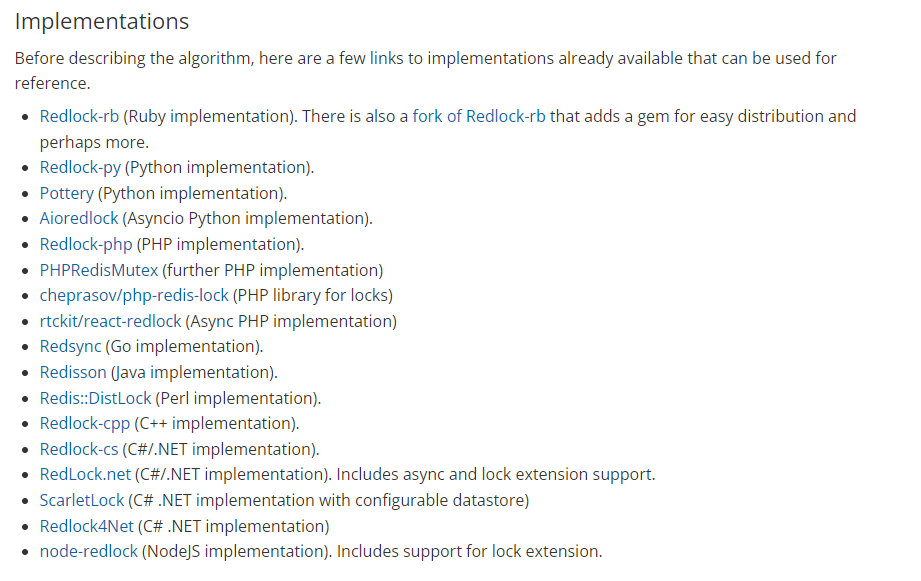 Implementations
Before describing the algorithm, here are a few links to implementations already available that can be used for
reference.
Redlock-rb (Ruby implementation). There is also a fork of Redlock-rb that adds a gem for easy distribution and
perhaps more.
Redlock-py (Python implementation).
Pottery (Python implementation).
Aioredlock (Asyncio Python implementation).
Redlock-php (PHP implementation).
PHPRedisMutex (further PHP implementation)
cheprasov/php-redis-lock (PHP library for locks)
rtckit/react-redlock (Async PHP implementation)
Redsync (Go implementation).
Redisson (Java implementation).
Redis::DistLock (Perl implementation).
Redlock-cpp (C++ implementation).
Redlock-cs (C#/.NET implementation).
RedLock.net (C#/.NET implementation). Includes async and lock extension support.
ScarletLock (C# .NET implementation with configurable datastore)
Redlock4Net (C# .NET implementation)
node-redlock (NodeJS implementation). Includes support for lock extension.